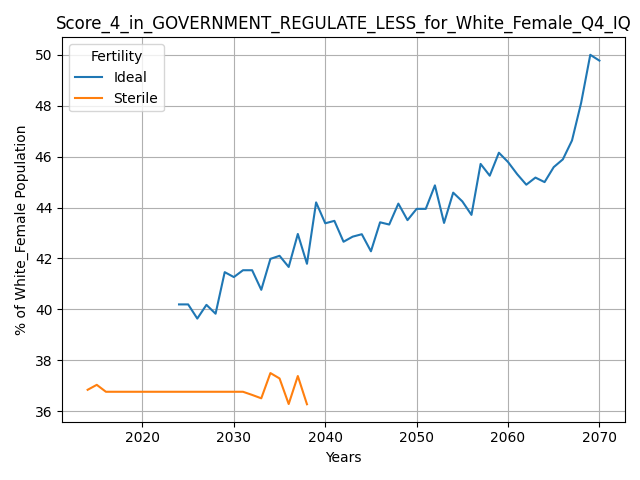 Score_4_in_GOVERNMENT_REGULATE_LESS_for_White_Female_Q4_IQ
Fertility
Ideal
Sterile
% of White_Female Population
50
48
46
44
42
40
38
36
2020
2030
2040
2050
2060
2070
Years